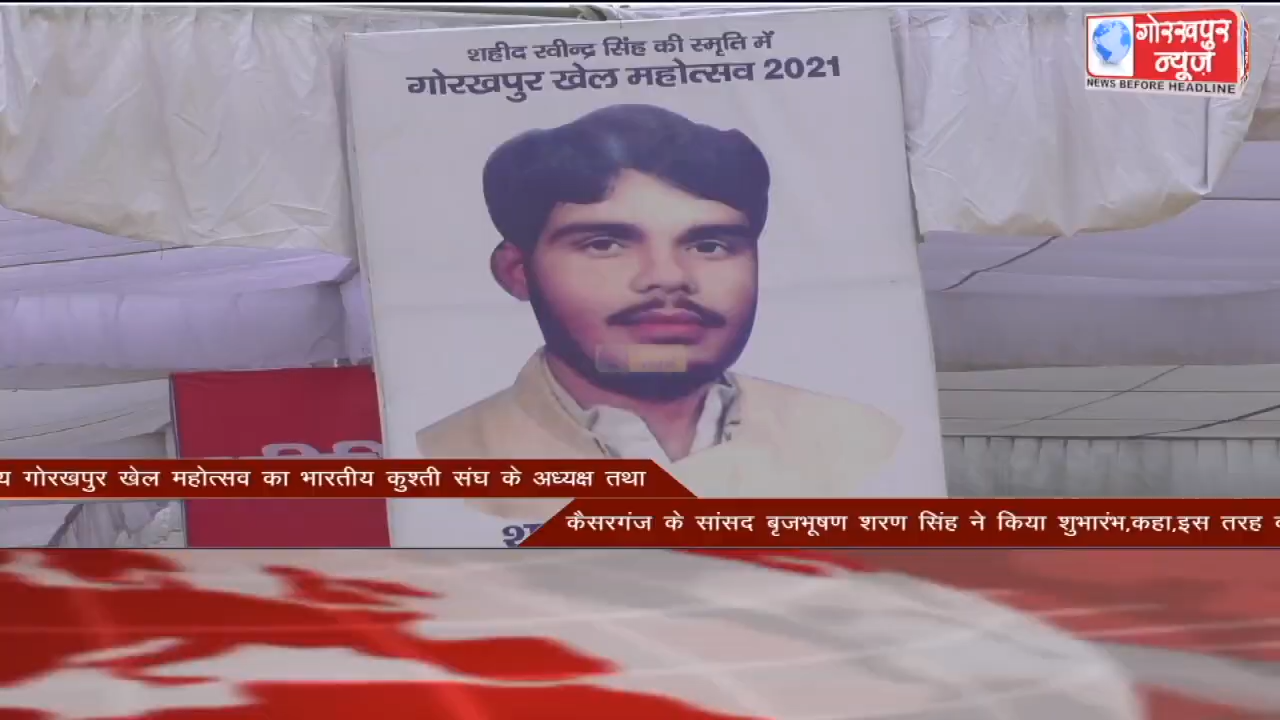 शहीद रवीन्द्र सिंह की स्मृति में
गोरखपुर खेल महोत्सव 2021
गोरखपुर
न्यूज़
NEWS BEFORE HEADLINE
गोरखपुर खेल महोत्सव का भारतीय कुश्ती संघ के अध्यक्ष तथा
कैसरगंज के सांसद बृजभूषण शरण सिंह ने किया शुभारंभ,कहा,इस तरह